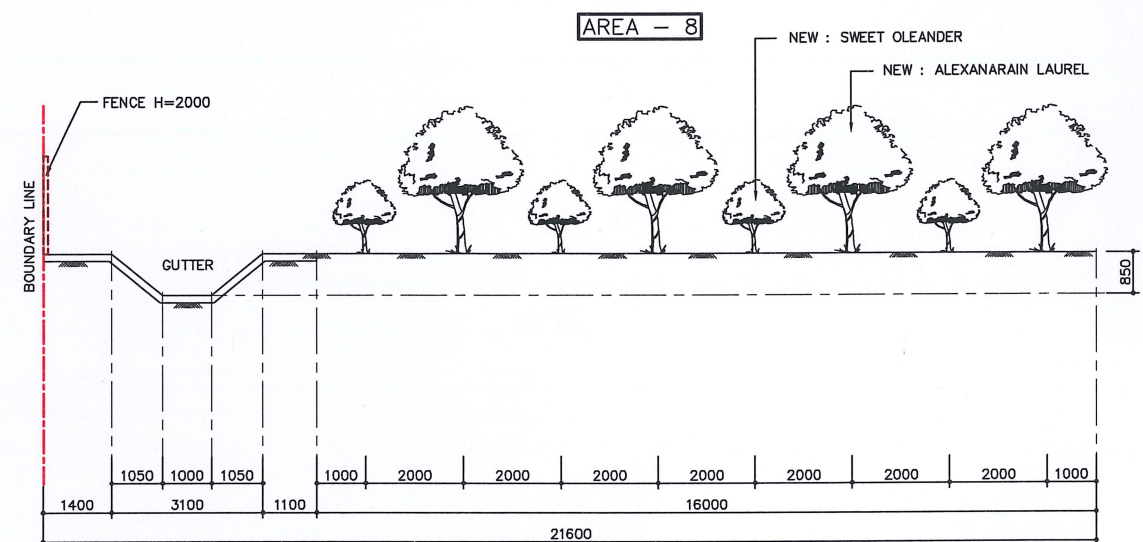 AREA - 8
NEW : SWEET OLEANDER
NEW : ALEXANARAIN LAUREL
FENCE H=2000
BOUNDARY LINE
GUTTER
850
1050 1000 1050 1000 2000 2000 2000 2000 2000 2000 2000 1000
1400 3100 1100 16000
21600